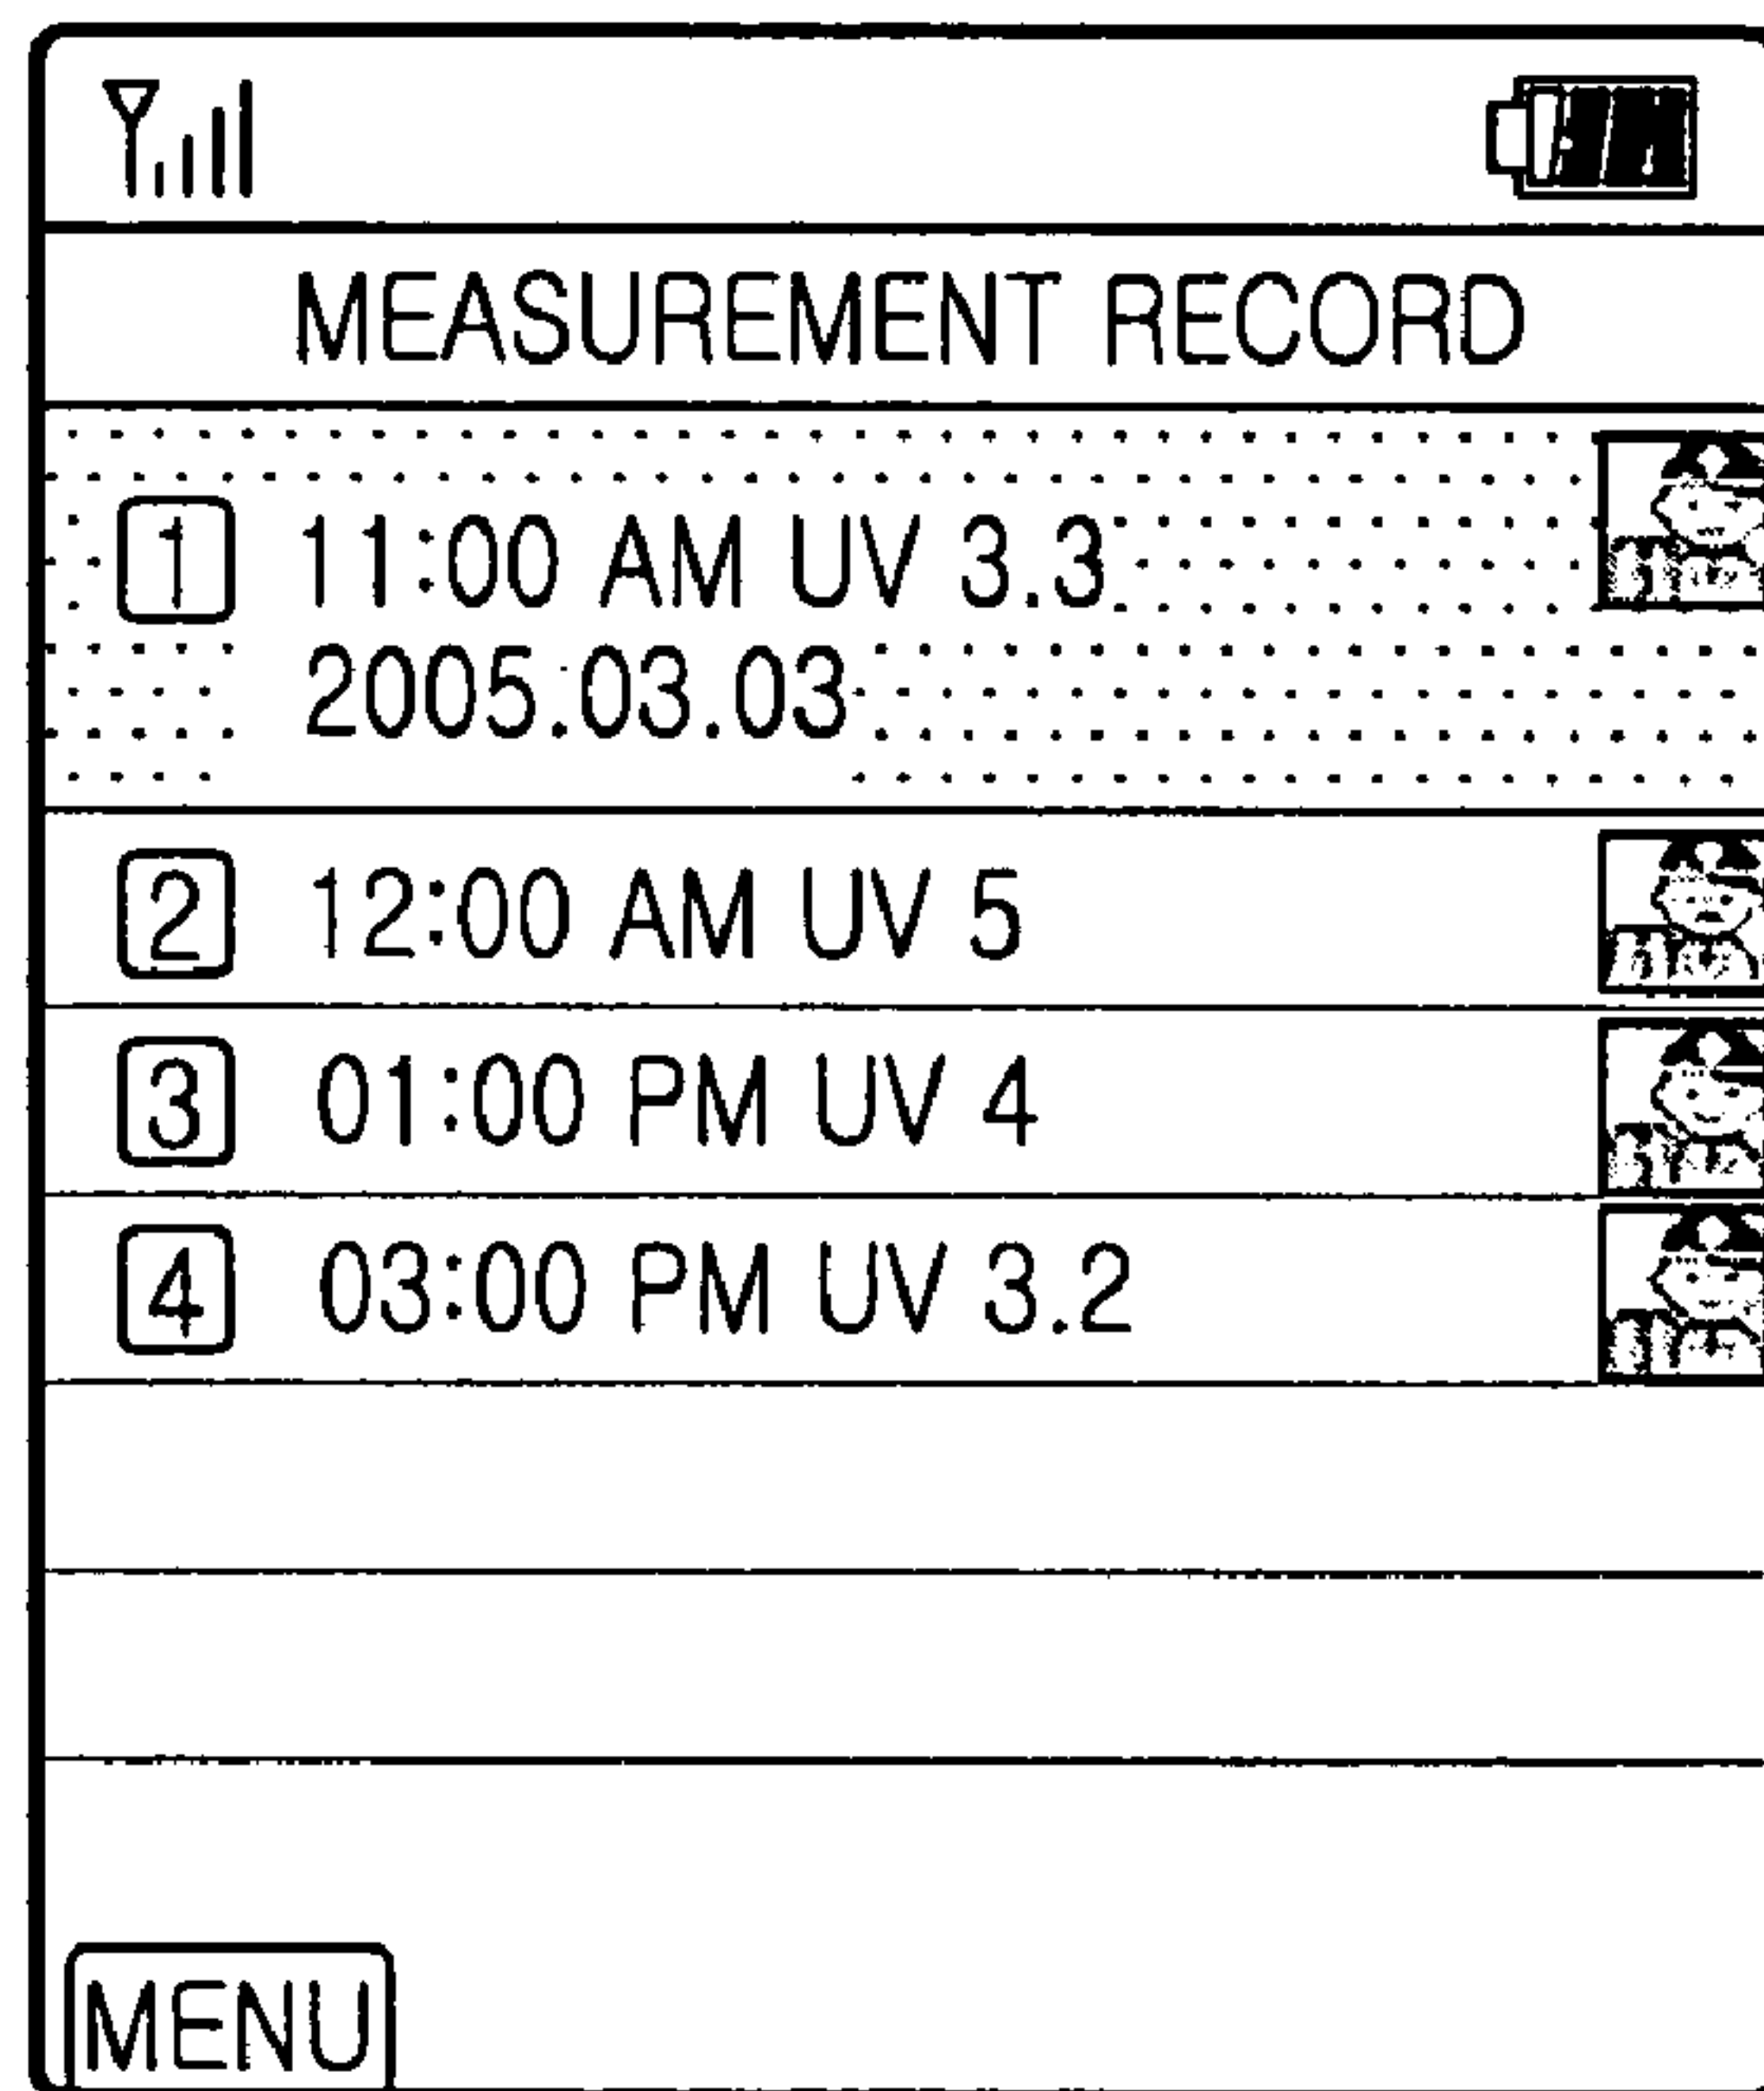 MEASUREMENT RECORD
1 11:00 AM UV 3.3
2005.03.03
2 12:00 AM UV 5
3 01:00 PM UV 4
4 03:00 PM UV 3.2
MENU